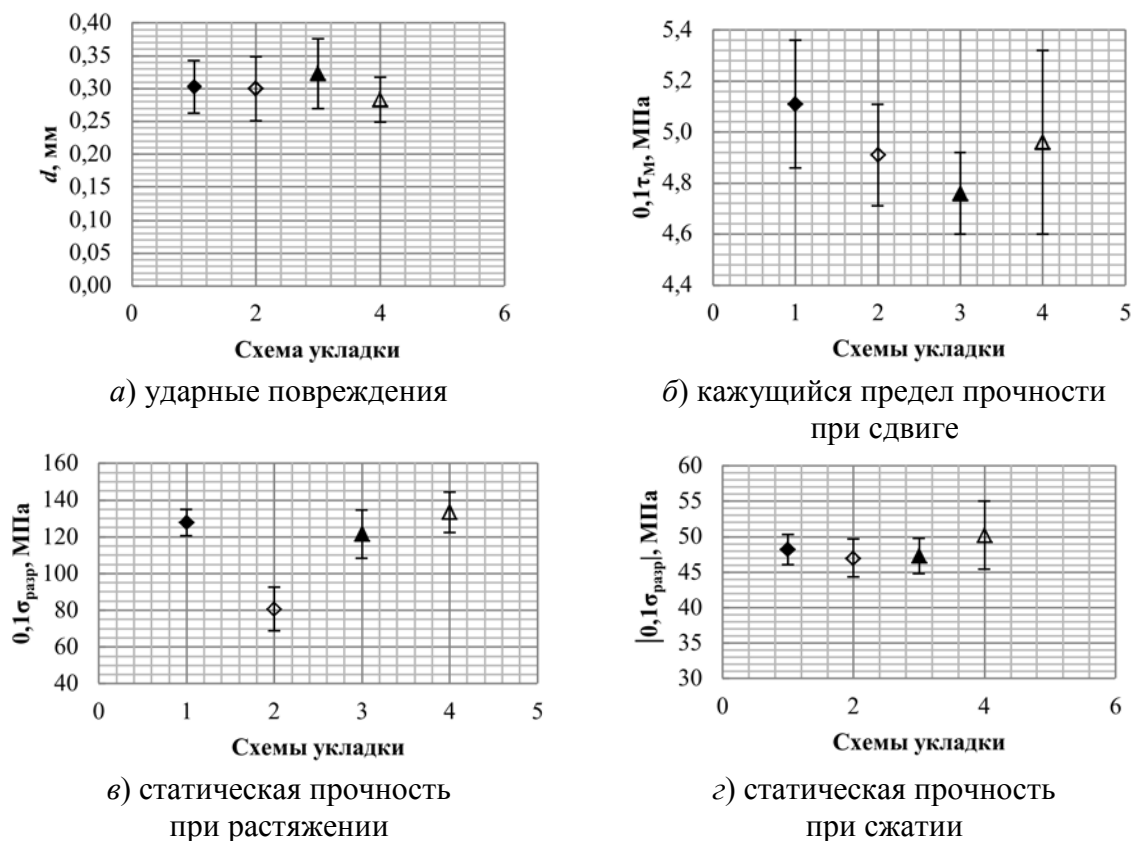 0,40
0,35
0,30
0,25
0,20
0,15
0,10
0,05
0,00
d, мм
0 2 4 6
Схема укладки
а) ударные повреждения
5,4
5,2
5,0
4,8
4,6
4,4
0,1τМ, МПа
0 1 2 3 4 5
Схемы укладки
б) кажущийся предел прочности
при сдвиге
160
140
120
100
80
60
40
0,1σразр, МПа
0 1 2 3 4 5
Схемы укладки
в) статическая прочность
при растяжении
60
55
50
45
40
35
30
|0,1σразр|, МПа
0 2 4 6
Схемы укладки
г) статическая прочность
при сжатии